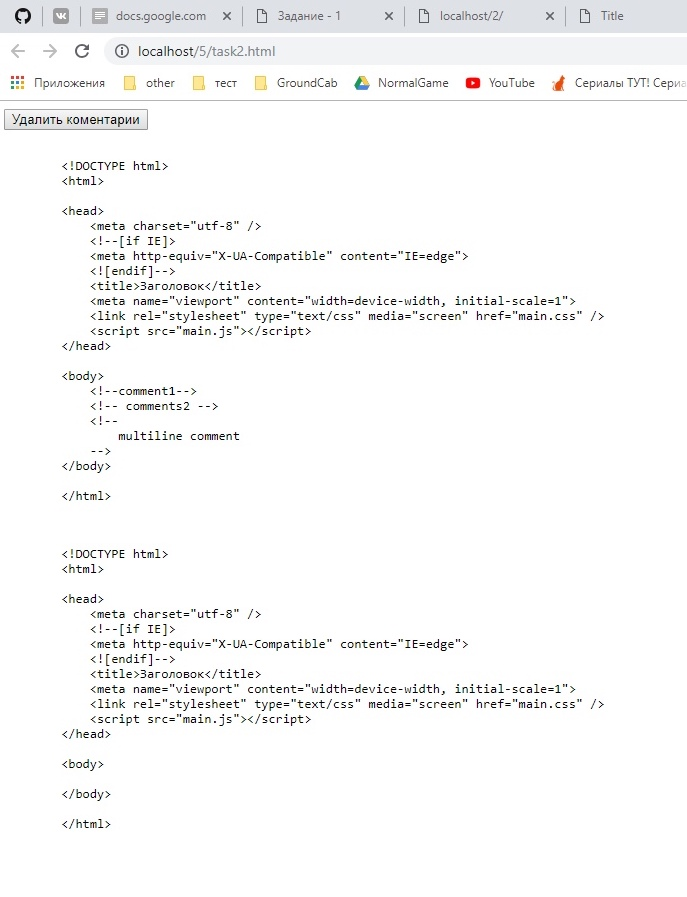 docs.google.com Задание - 1 localhost/2/ Title
localhost/5/task2.html
Приложения other тест GroundCab NormalGame YouTube Сериалы ТУТ! Сериа
Удалить коментарии
<!DOCTYPE html>
<html>
<head>
<meta charset="utf-8" />
<!--[if IE]>
<meta http-equiv="X-UA-Compatible" content="IE=edge">
<![endif]-->
<title>Заголовок</title>
<meta name="viewport" content="width=device-width, initial-scale=1">
<link rel="stylesheet" type="text/css" media="screen" href="main.css" />
<script src="main.js"></script>
</head>
<body>
<!--comment1-->
<!-- comments2 -->
<!--
multiline comment
-->
</body>
</html>
<!DOCTYPE html>
<html>
<head>
<meta charset="utf-8" />
<!--[if IE]>
<meta http-equiv="X-UA-Compatible" content="IE=edge">
<![endif]-->
<title>Заголовок</title>
<meta name="viewport" content="width=device-width, initial-scale=1">
<link rel="stylesheet" type="text/css" media="screen" href="main.css" />
<script src="main.js"></script>
</head>
<body>
</body>
</html>